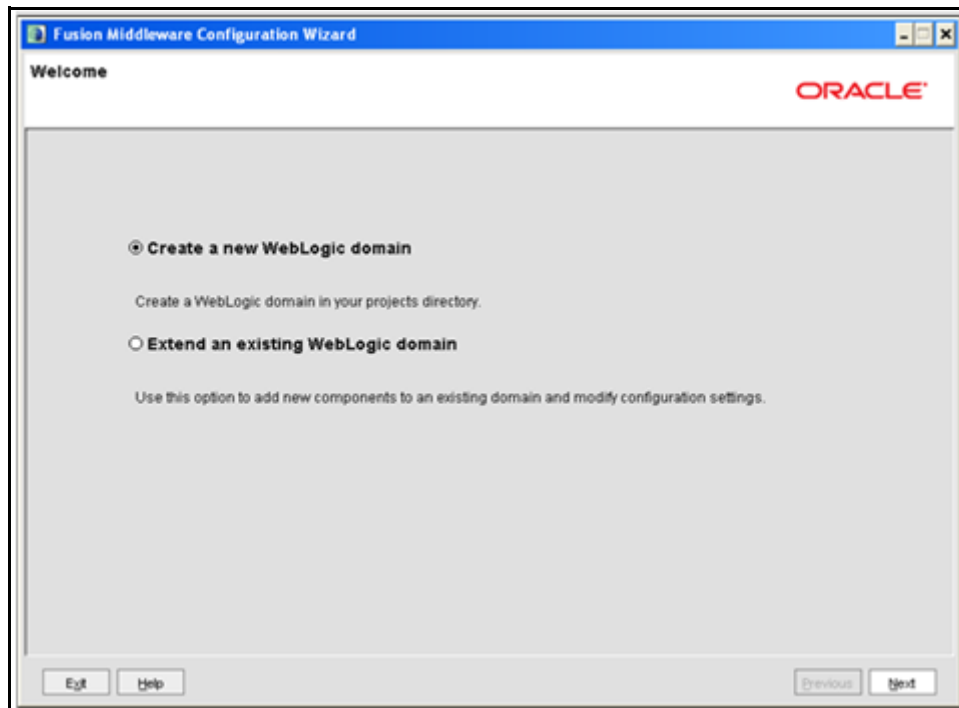 Fusion Middleware Configuration Wizard
Welcome
ORACLE
Create a new WebLogic domain
Create a WebLogic domain in your projects directory.
Extend an existing WebLogic domain
Use this option to add new components to an existing domain and modify configuration settings.
Exit Help Previous Next